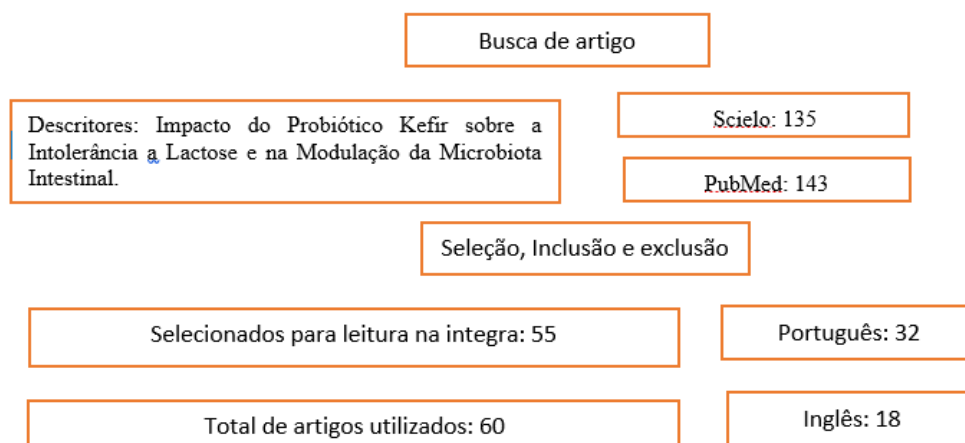 Busca de artigo
Descritores: Impacto do Probiótico Kefir sobre a
Intolerância a Lactose e na Modulação da Microbiota
Intestinal.
Scielo: 135
PubMed: 143
Seleção, Inclusão e exclusão
Selecionados para leitura na integra: 55
Português: 32
Total de artigos utilizados: 60
Inglês: 18